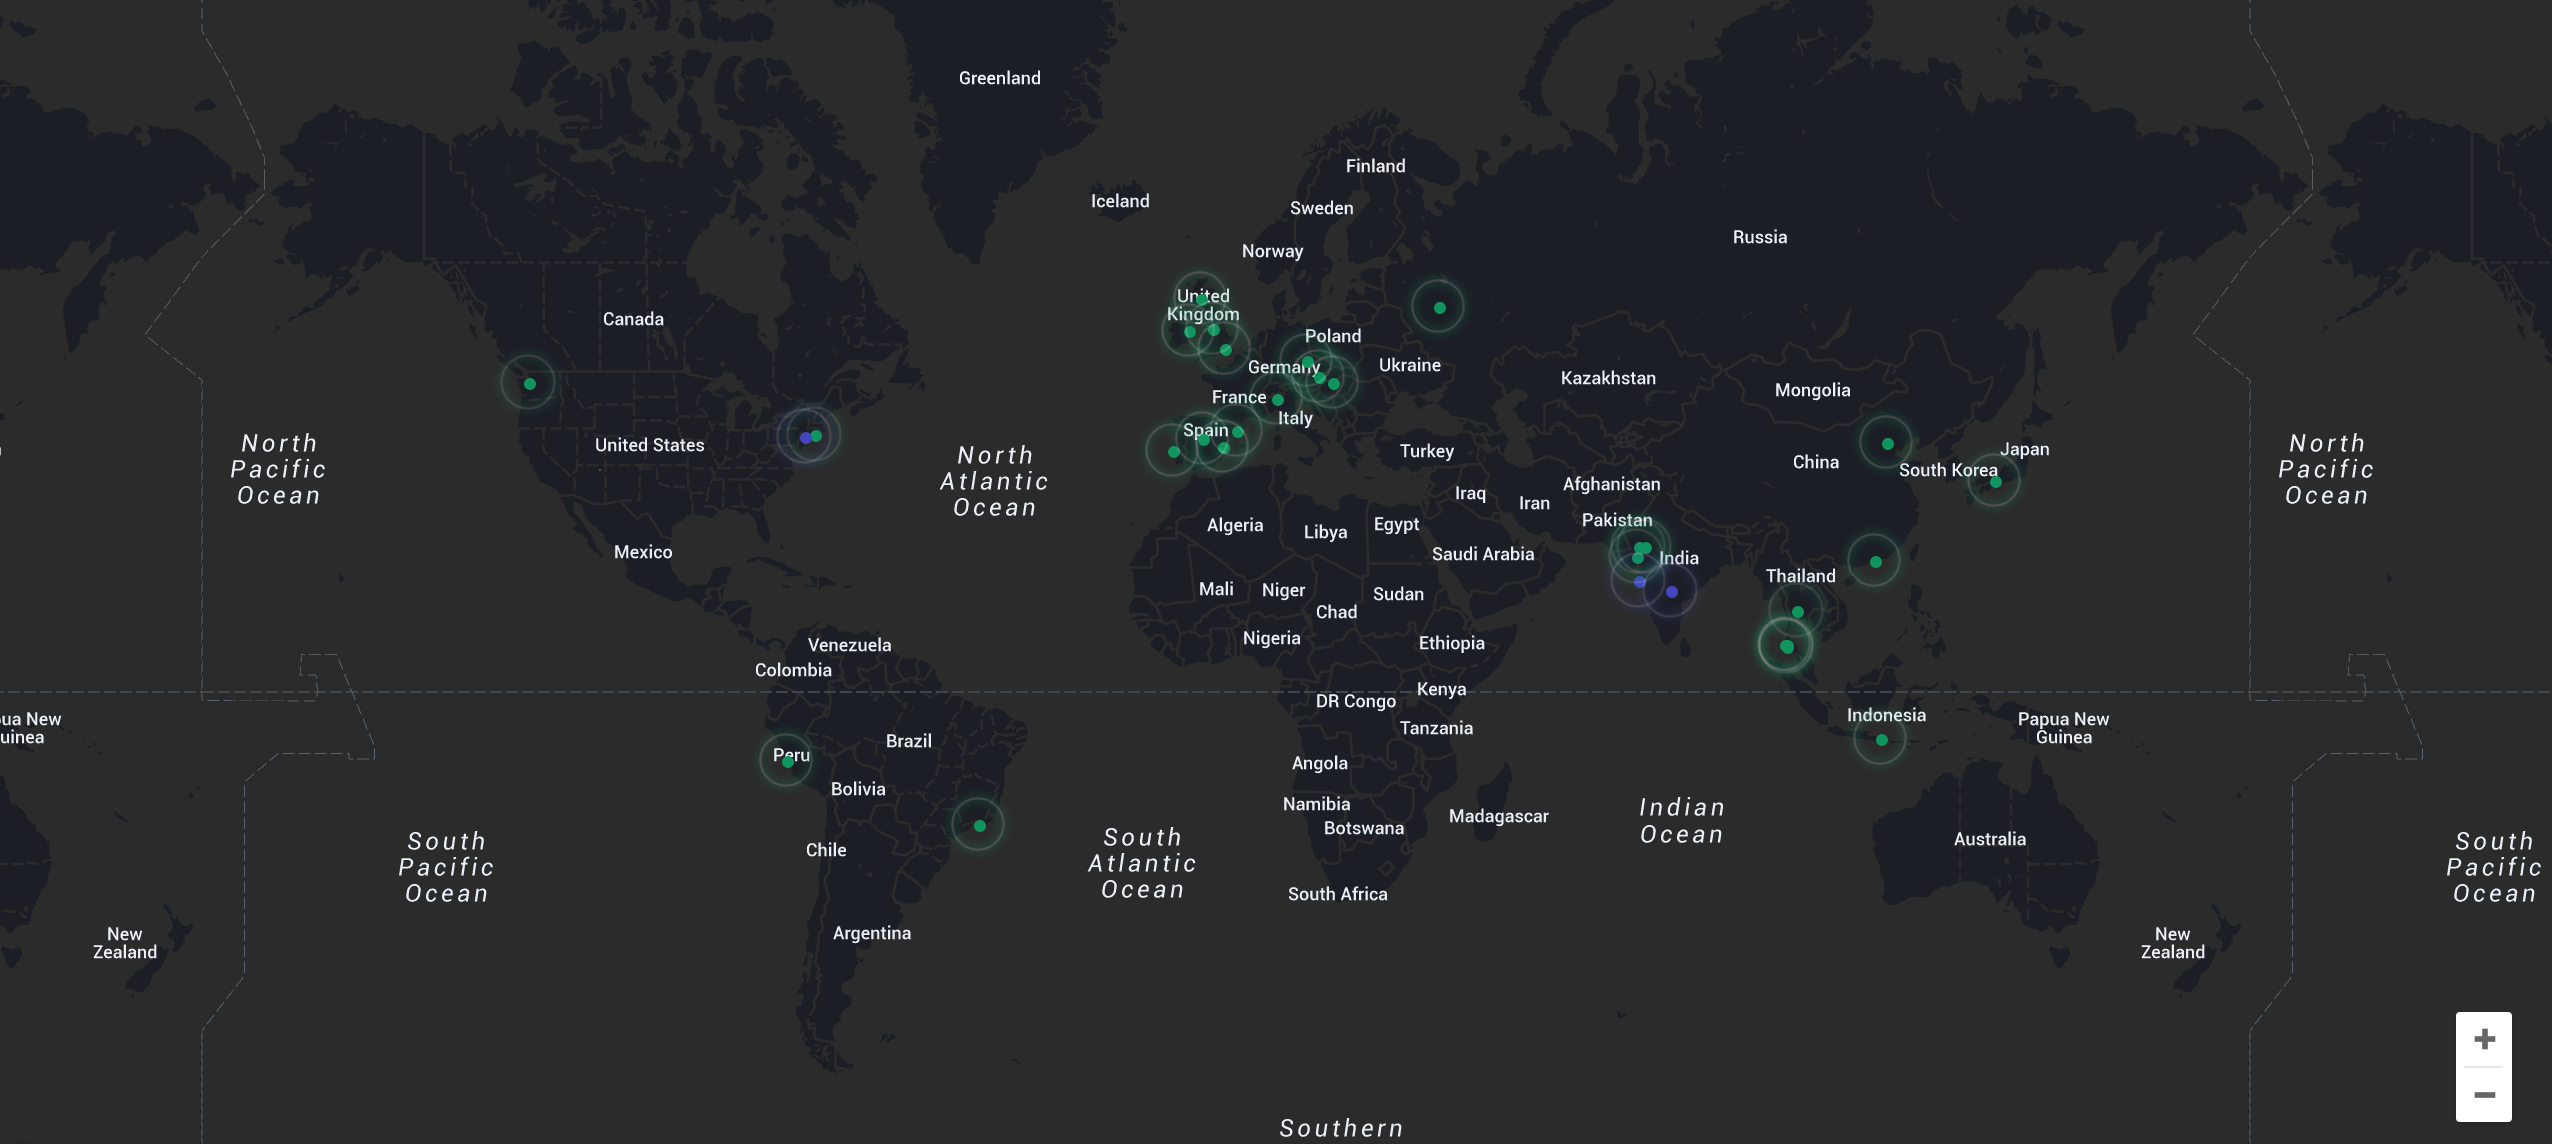 Greenland
Finland
Iceland
Sweden
Russia
Norway
United
Kingdom
Canada
Poland
Germany
Ukraine
Kazakhstan
Mongolia
France
Italy
Spain
United States
Turkey
China
Japan
South Korea
North
Pacific
Ocean
North
Atlantic
Ocean
North
Pacific
Ocean
Afghanistan
Iraq
Iran
Pakistan
Algeria
Libya
Egypt
Mexico
Saudi Arabia
India
Thailand
Mali
Niger
Sudan
Chad
Nigeria
Ethiopia
Venezuela
Colombia
Kenya
DR Congo
Tanzania
pua New
uinea
Indonesia
Papua New
Guinea
Peru
Brazil
Bolivia
Angola
Namibia
Botswana
Madagascar
Indian
Ocean
South
Pacific
Ocean
Chile
South
Atlantic
Ocean
Australia
South
Pacific
Ocean
South Africa
New
Zealand
Argentina
New
Zealand
+
−
Southern